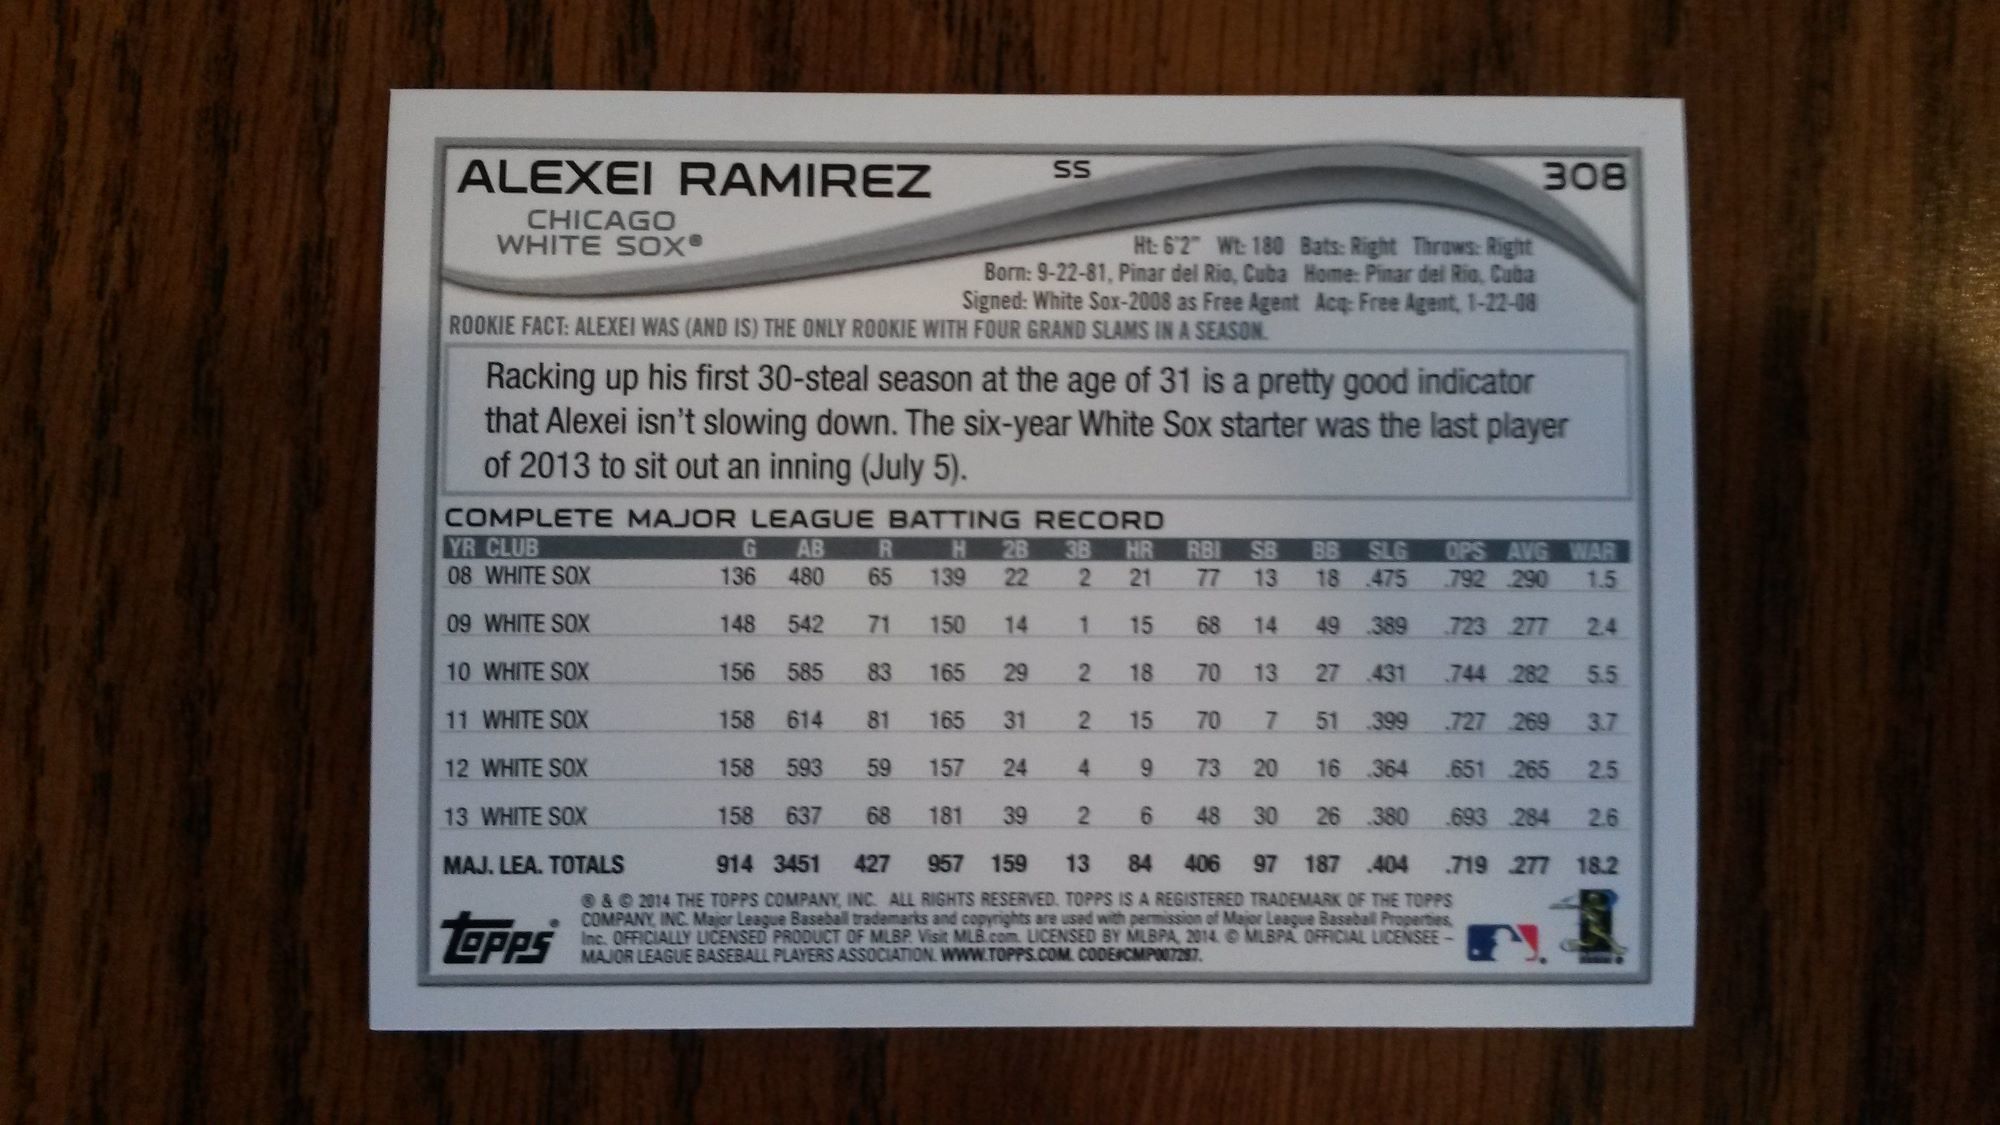 ALEXEI RAMIREZ SS 308
CHICAGO
WHITE SOX®
Ht: 6'2" Wt: 180 Bats: Right Throws: Right
Born: 9-22-81, Pinar del Rio, Cuba Home: Pinar del Rio, Cuba
Signed: White Sox-2008 as Free Agent Acq: Free Agent, 1-22-08
ROOKIE FACT: ALEXEI WAS (AND IS) THE ONLY ROOKIE WITH FOUR GRAND SLAMS IN A SEASON.
Racking up his first 30-steal season at the age of 31 is a pretty good indicator
that Alexei isn't slowing down. The six-year White Sox starter was the last player
of 2013 to sit out an inning (July 5).
COMPLETE MAJOR LEAGUE BATTING RECORD
YR CLUB G AB R H 2B 3B HR RBI SB BB SLG OPS AVG WAR
08 WHITE SOX 136 480 65 139 22 2 21 77 13 18 .475 .792 .290 1.5
09 WHITE SOX 148 542 71 150 14 1 15 68 14 49 .389 .723 .277 2.4
10 WHITE SOX 156 585 83 165 29 2 18 70 13 27 .431 .744 .282 5.5
11 WHITE SOX 158 614 81 165 31 2 15 70 7 51 .399 .727 .269 3.7
12 WHITE SOX 158 593 59 157 24 4 9 73 20 16 .364 .651 .265 2.5
13 WHITE SOX 158 637 68 181 39 2 6 48 30 26 .380 .693 .284 2.6
MAJ. LEA. TOTALS 914 3451 427 957 159 13 84 406 97 187 .404 .719 .277 18.2
® & © 2014 THE TOPPS COMPANY, INC. ALL RIGHTS RESERVED. TOPPS IS A REGISTERED TRADEMARK OF THE TOPPS
COMPANY, INC. Major League Baseball trademarks and copyrights are used with permission of Major League Baseball Properties,
Inc. OFFICIALLY LICENSED PRODUCT OF MLBP. Visit MLB.com. LICENSED BY MLBPA, 2014. © MLBPA. OFFICIAL LICENSEE –
MAJOR LEAGUE BASEBALL PLAYERS ASSOCIATION. WWW.TOPPS.COM. CODE#CMP007297.
Topps®